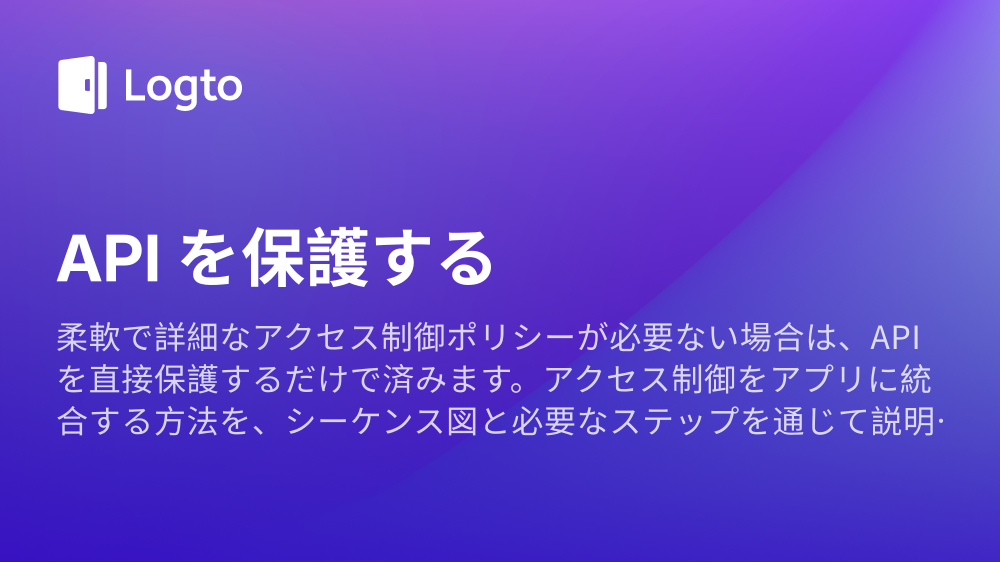 Logto
API を保護する
柔軟で詳細なアクセス制御ポリシーが必要ない場合は、API
を直接保護するだけで済みます。アクセス制御をアプリに統
合する方法を、シーケンス図と必要なステップを通じて説明·